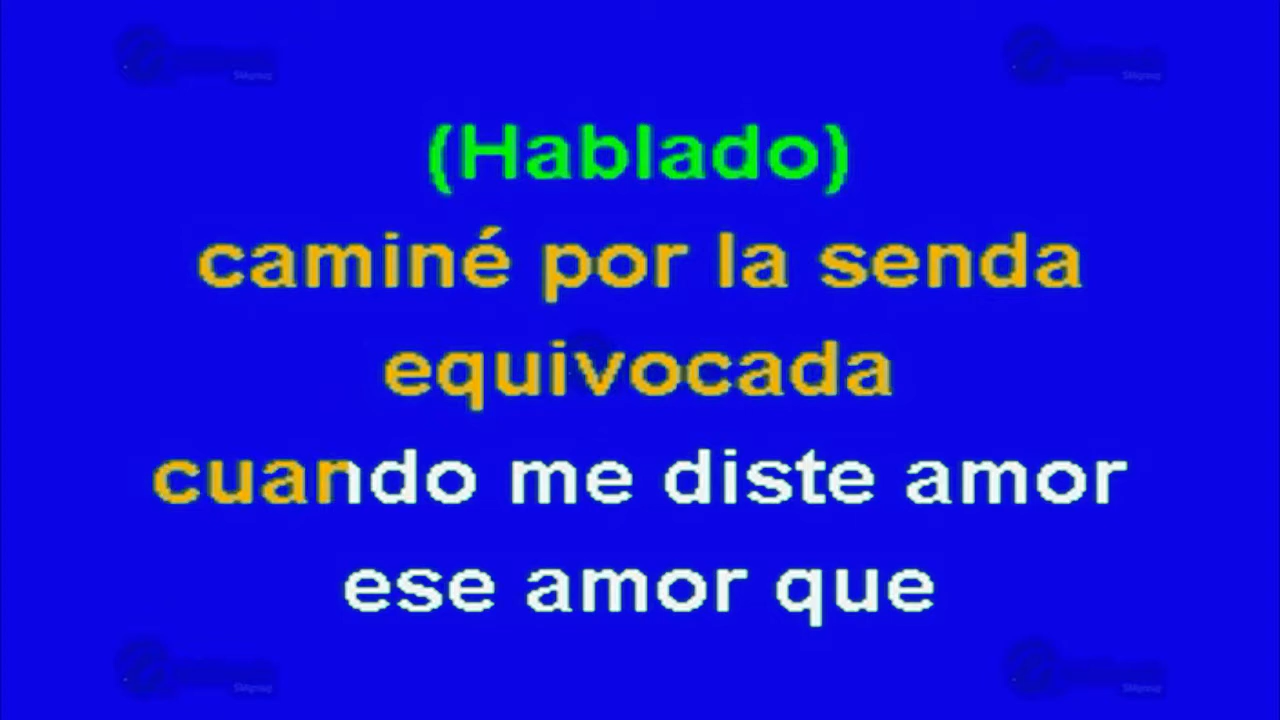 (Hablado)
caminé por la senda
equivocada
cuando me diste amor
ese amor que